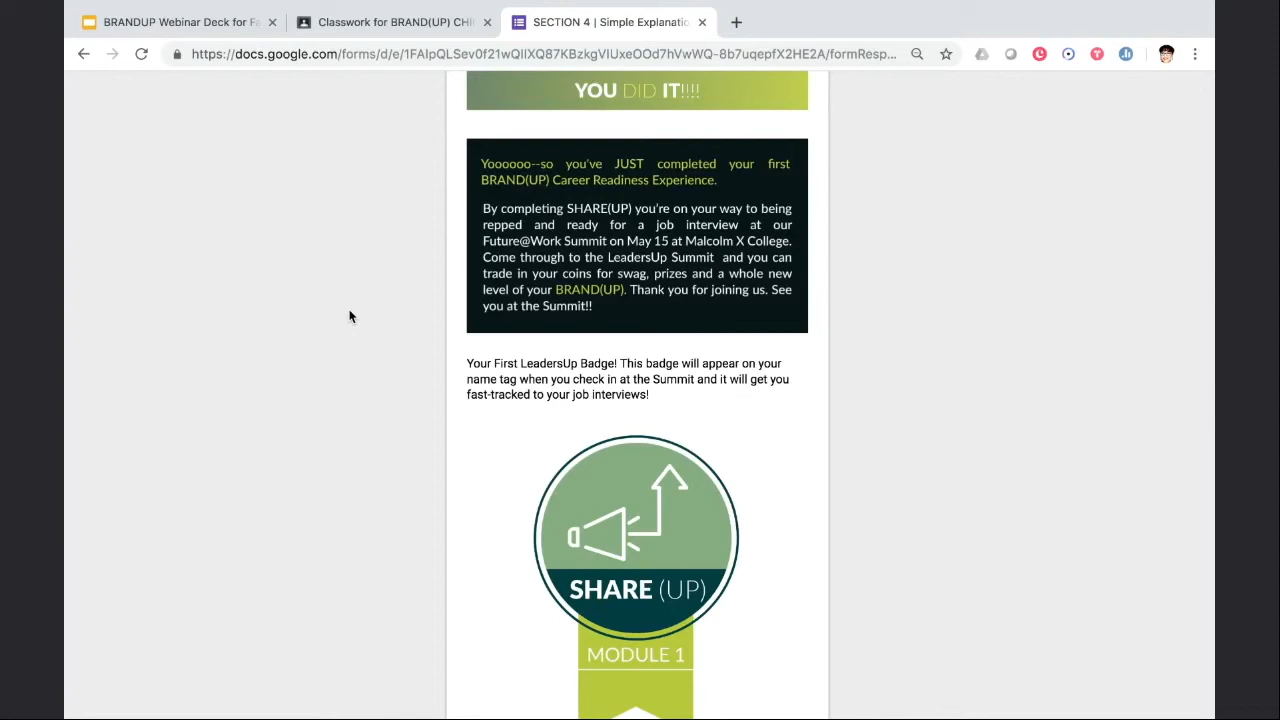 BRANDUP Webinar Deck for Fa
Classwork for BRAND(UP) CHI
SECTION 4 | Simple Explanatio
https://docs.google.com/forms/d/e/1FAIpQLSev0f21wQIlXQ87KBzkgVlUxeOOd7hVwWQ-8b7uqepfX2HE2A/formResp...
YOU DID IT!!!!
Yoooooo--so you've JUST completed your first
BRAND(UP) Career Readiness Experience.
By completing SHARE(UP) you're on your way to being
repped and ready for a job interview at our
Future@Work Summit on May 15 at Malcolm X College.
Come through to the LeadersUp Summit and you can
trade in your coins for swag, prizes and a whole new
level of your BRAND(UP). Thank you for joining us. See
you at the Summit!!
Your First LeadersUp Badge! This badge will appear on your
name tag when you check in at the Summit and it will get you
fast-tracked to your job interviews!
SHARE (UP)
MODULE 1